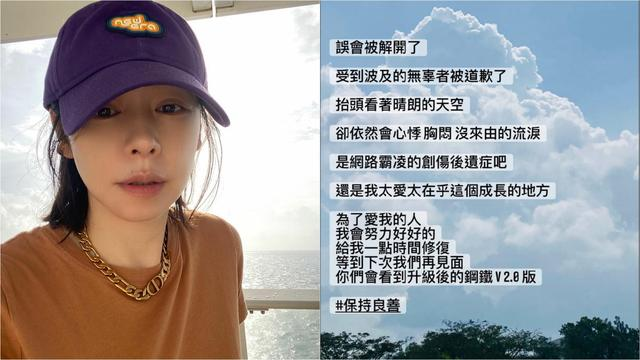 new
era
誤會被解開了
受到波及的無辜者被道歉了
抬頭看著晴朗的天空
卻依然會心悸 胸悶 沒來由的流淚
是網路霸凌的創傷後遺症吧
還是我太愛太在乎這個成長的地方
為了愛我的人
我會努力好好的
給我一點時間修復
等到下次我們再見面
你們會看到升級後的鋼鐵 V 2.0 版
#保持良善